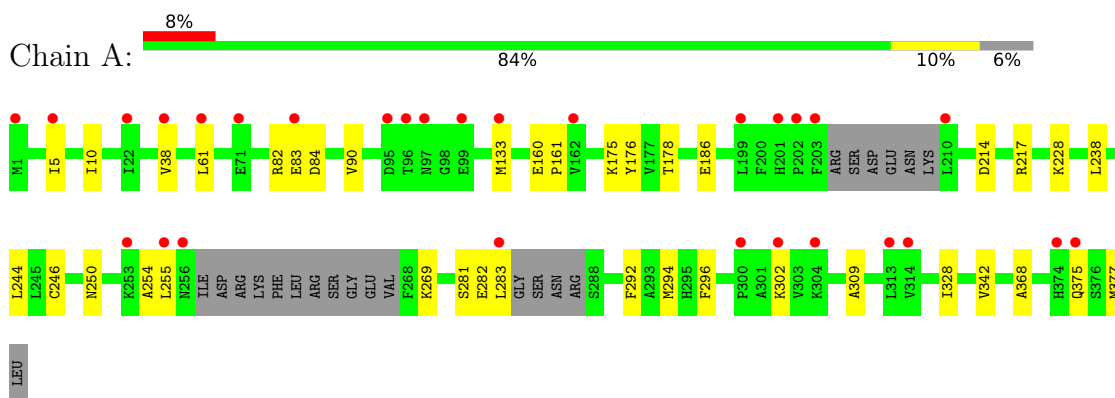 8%
Chain A:
84% 10% 6%
M1 I5 I10 I22 V38 L61 E71 R82 E83 D84 V90 D95 T96 N97 G98 E99 M133 E160 P161 V162 K175 Y176 V177 T178 E186 L199 F200 H201 P202 F203 ARG SER ASP GLU ASN LYS L210 D214 R217 K228 L238
L244 L245 C246 N250 K253 A254 L255 N256 ILE ASP ARG LYS PHE LEU ARG SER GLY GLU VAL F268 K269 S281 E282 L283 GLY SER ASN ARG S288 F292 A293 M294 H295 F296 P300 A301 K302 V303 K304 A309 L313 V314 I328 V342 A368 H374 Q375 S376 M377
LEU